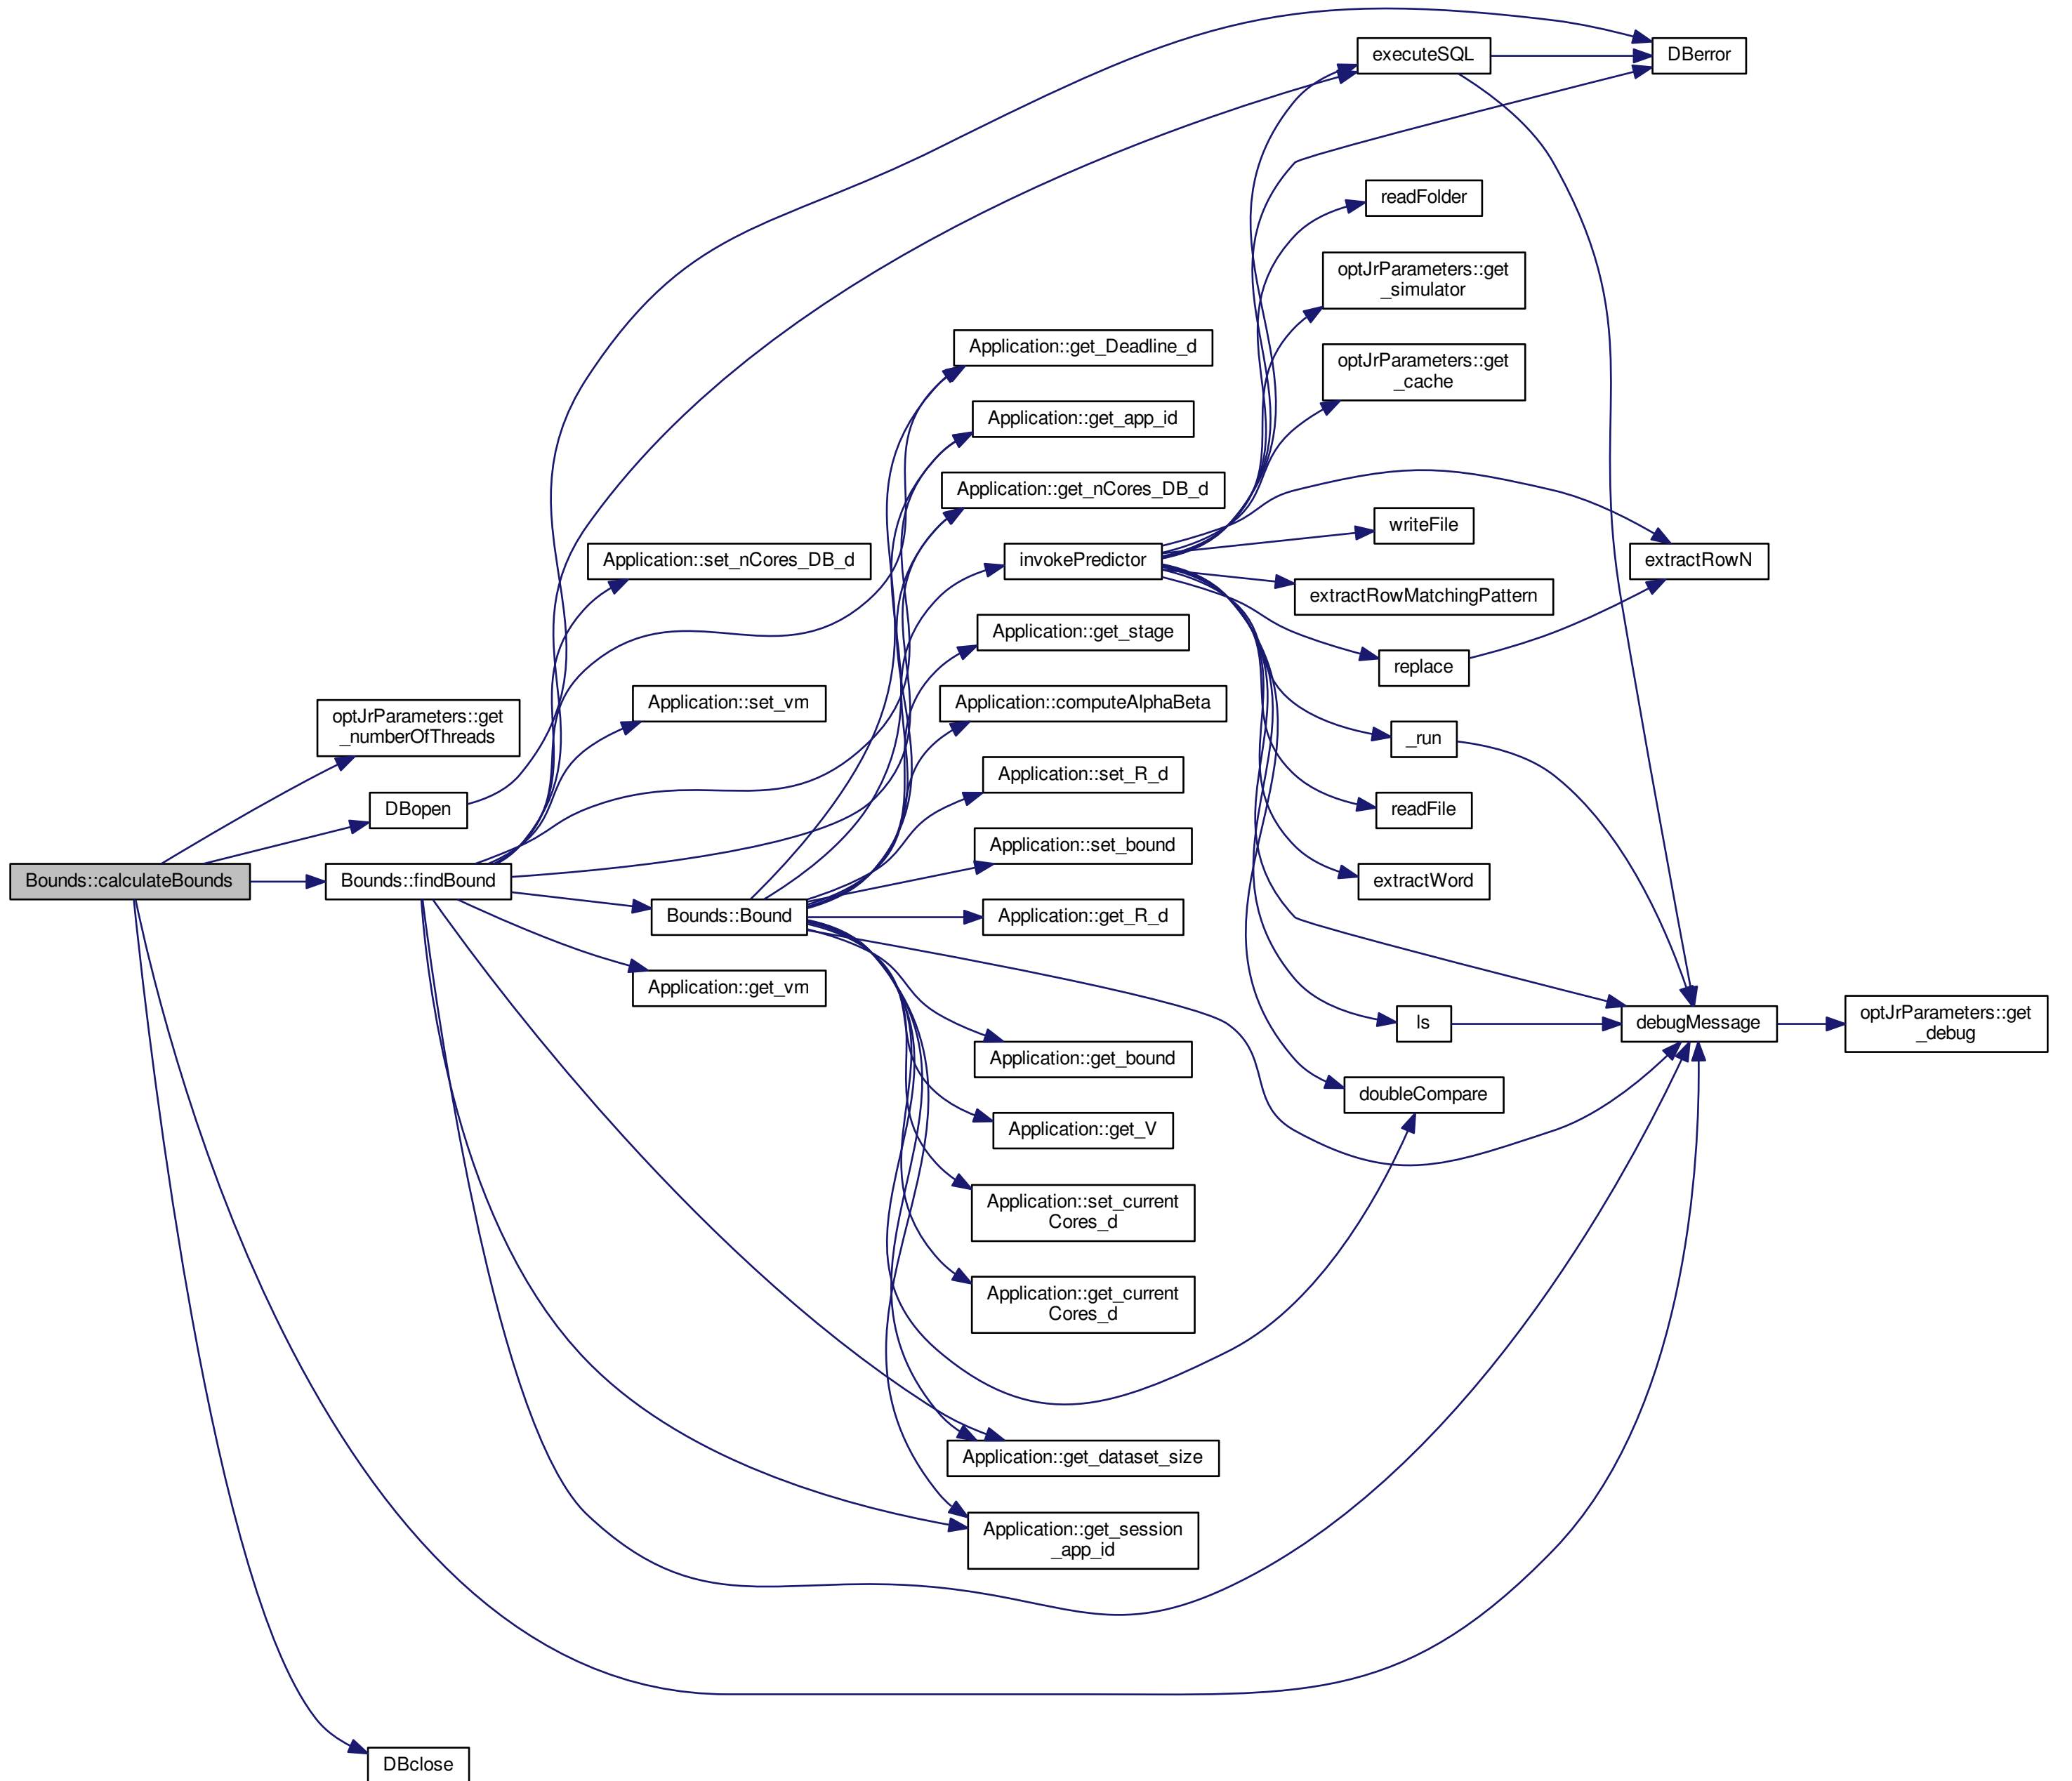 executeSQL
DBerror
readFolder
optJrParameters::get
_simulator
Application::get_Deadline_d
optJrParameters::get
_cache
Application::get_app_id
Application::get_nCores_DB_d
writeFile
Application::set_nCores_DB_d
invokePredictor
extractRowN
extractRowMatchingPattern
Application::get_stage
replace
Application::set_vm
Application::computeAlphaBeta
optJrParameters::get
_numberOfThreads
_run
Application::set_R_d
DBopen
readFile
Application::set_bound
Bounds::calculateBounds
Bounds::findBound
extractWord
Bounds::Bound
Application::get_R_d
Application::get_vm
ls
debugMessage
optJrParameters::get
_debug
Application::get_bound
doubleCompare
Application::get_V
Application::set_current
Cores_d
Application::get_current
Cores_d
Application::get_dataset_size
Application::get_session
_app_id
DBclose